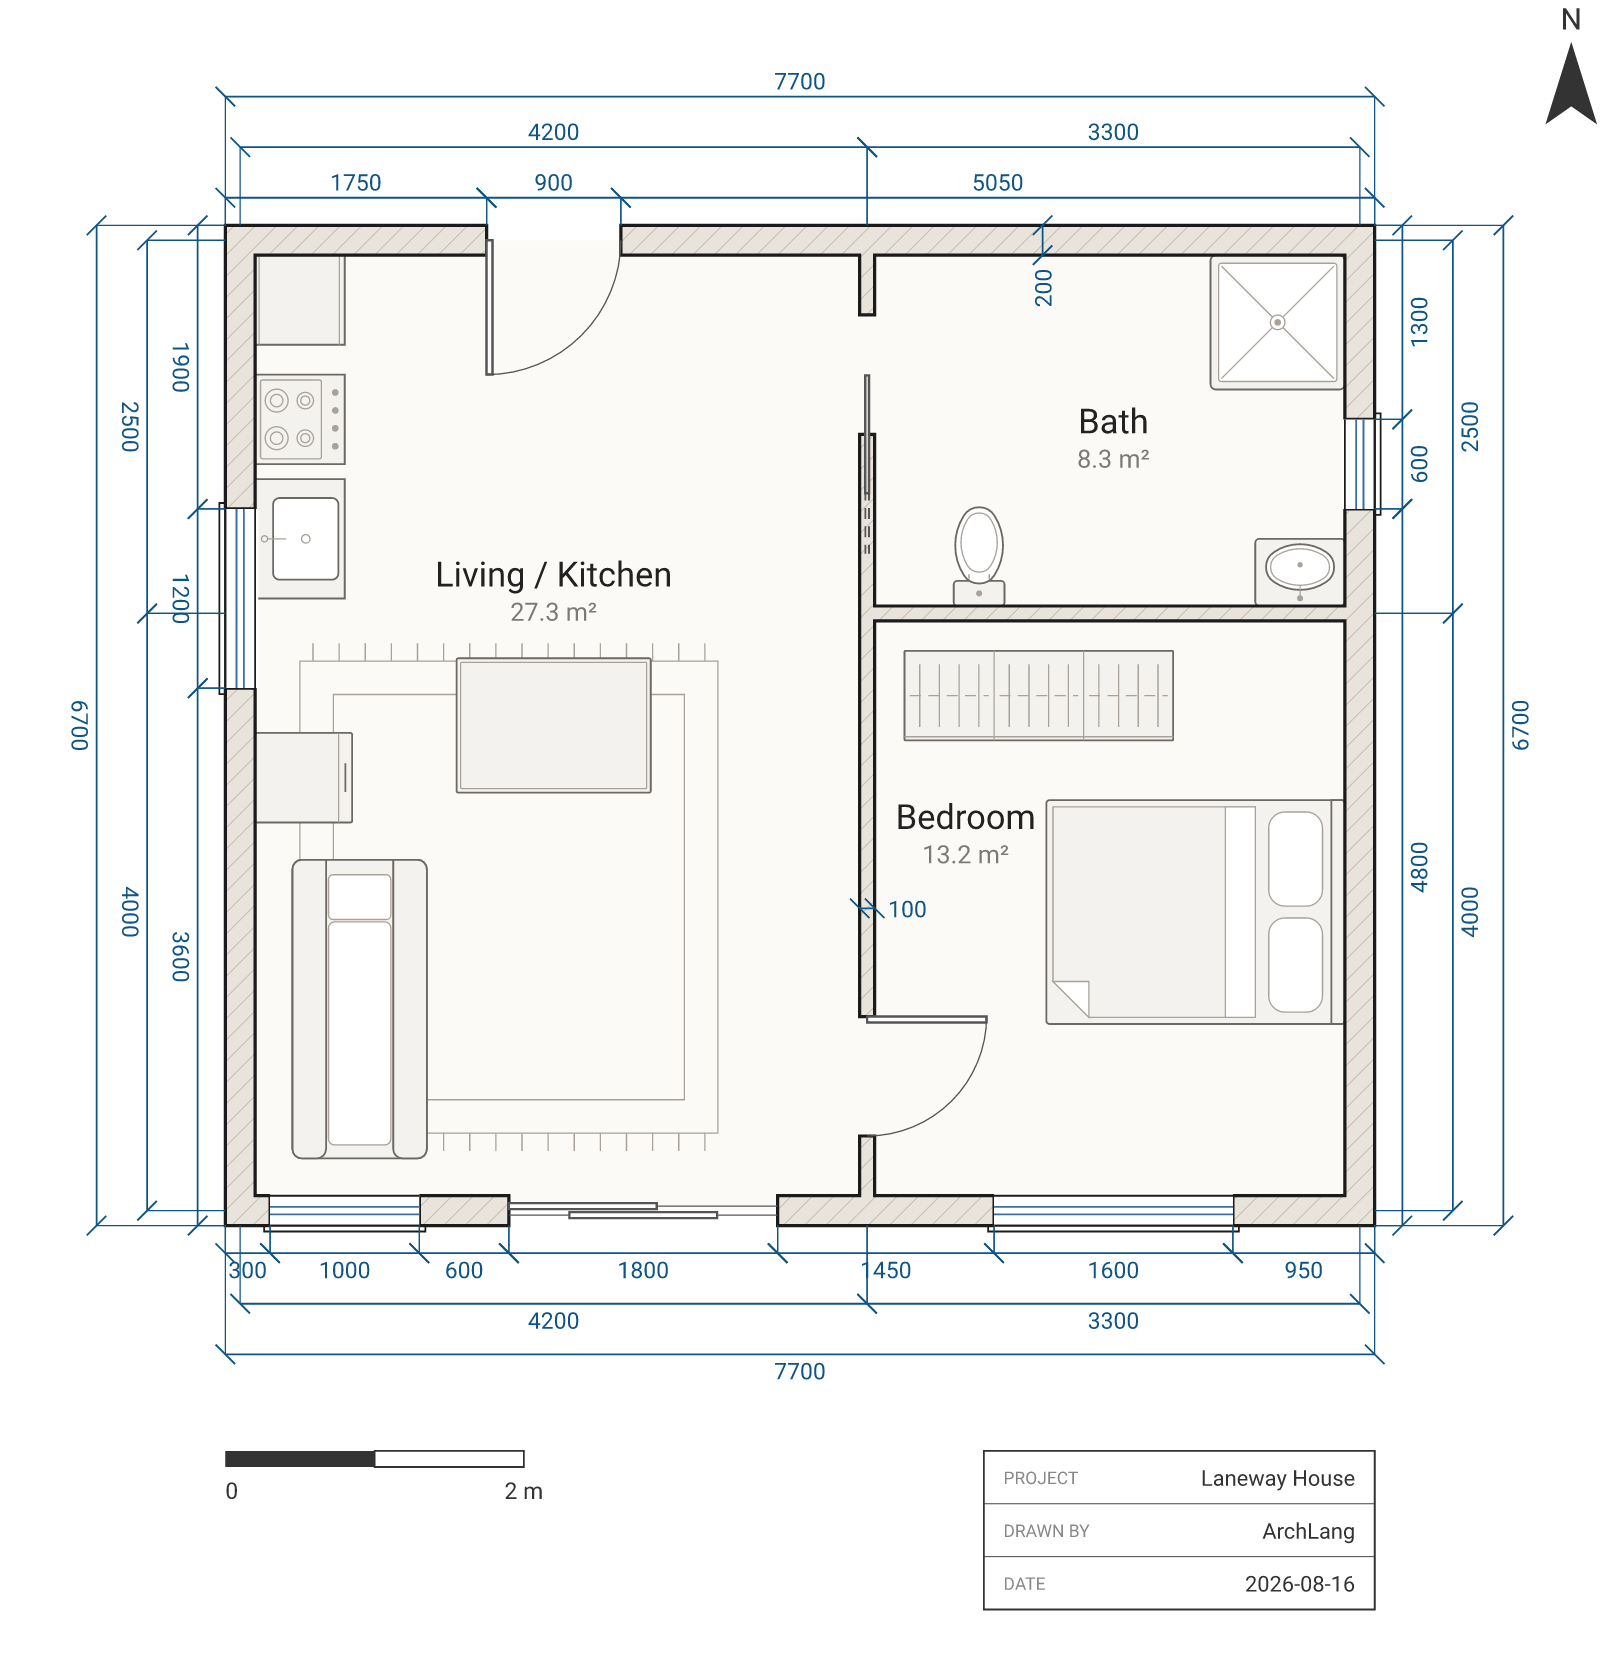 N
7700
4200 3300
1750 900 5050
200
1900
2500
1300
2500
600
Bath
8.3 m²
Living / Kitchen
27.3 m²
1200
6700
6700
Bedroom
13.2 m²
4800
4000
4000
100
3600
300 1000 600 1800 1450 1600 950
4200 3300
7700
0 2 m
PROJECT Laneway House
DRAWN BY ArchLang
DATE 2026-08-16